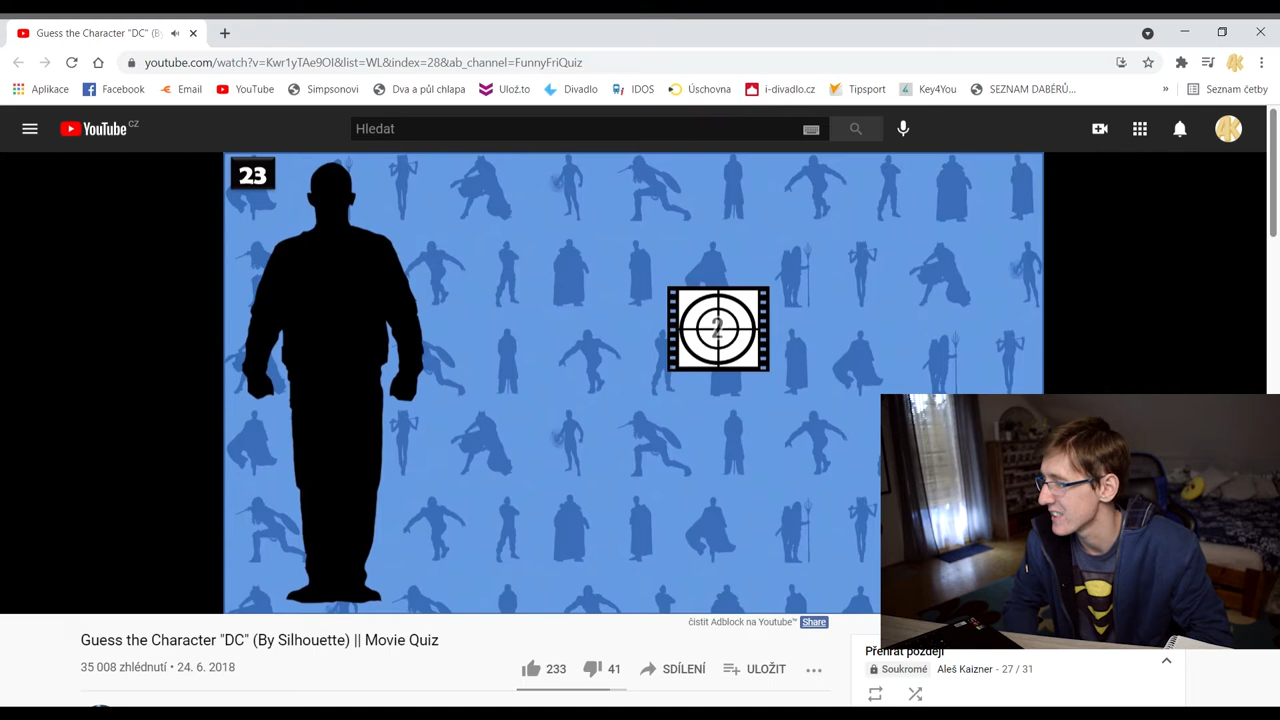 Guess the Character "DC" (B
youtube.com/watch?v=Kwr1yTAe9OI&list=WL&index=28&ab_channel=FunnyFriQuiz
Aplikace Facebook Email YouTube Simpsonovi Dva a půl chlapa Ulož.to Divadlo IDOS Úschovna i-divadlo.cz Tipsport Key4You SEZNAM DABÉRŮ... » Seznam četby
YouTube CZ Hledat
23
2
čistit Adblock na Youtube™ Share
Guess the Character "DC" (By Silhouette) || Movie Quiz
35 008 zhlédnutí • 24. 6. 2018
233 41 SDÍLENÍ ULOŽIT ...
Přehrát později
Soukromé Aleš Kaizner - 27 / 31